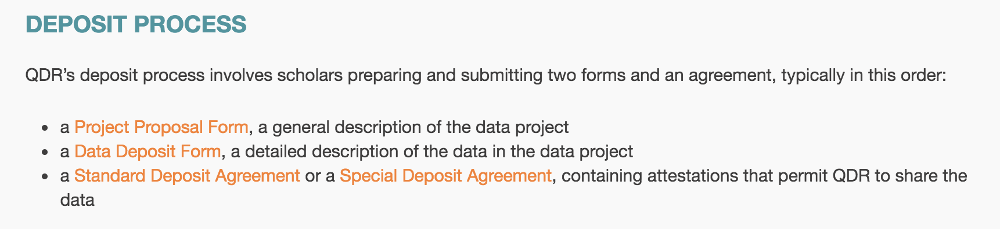 DEPOSIT PROCESS
QDR’s deposit process involves scholars preparing and submitting two forms and an agreement, typically in this order:
• a Project Proposal Form, a general description of the data project
• a Data Deposit Form, a detailed description of the data in the data project
• a Standard Deposit Agreement or a Special Deposit Agreement, containing attestations that permit QDR to share the
data